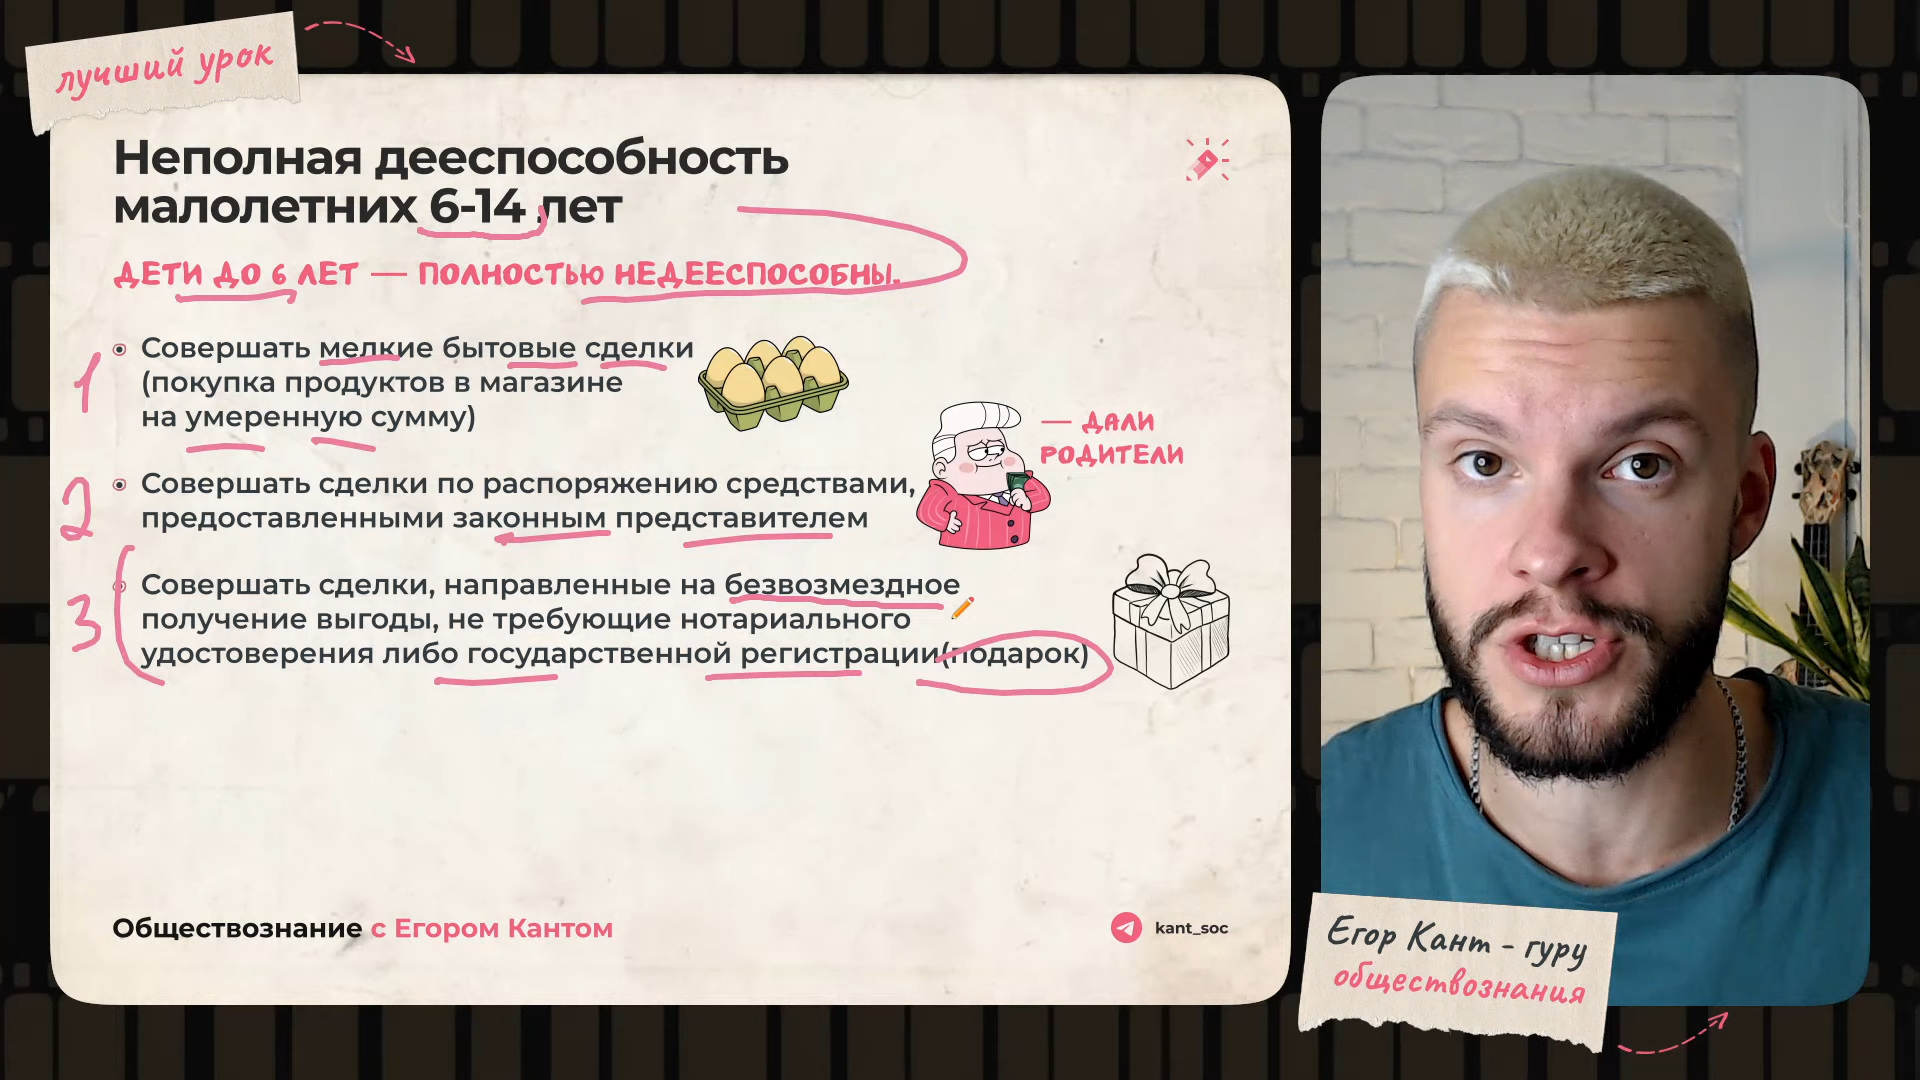 лучший урок
Неполная дееспособность
малолетних 6-14 лет
ДЕТИ ДО 6 ЛЕТ — ПОЛНОСТЬЮ НЕДЕЕСПОСОБНЫ.
1
Совершать мелкие бытовые сделки
(покупка продуктов в магазине
на умеренную сумму)
— ДАЛИ
РОДИТЕЛИ
2
Совершать сделки по распоряжению средствами,
предоставленными законным представителем
3
Совершать сделки, направленные на безвозмездное
получение выгоды, не требующие нотариального
удостоверения либо государственной регистрации(подарок)
Обществознание с Егором Кантом
kant_soc
Егор Кант - гуру
обществознания